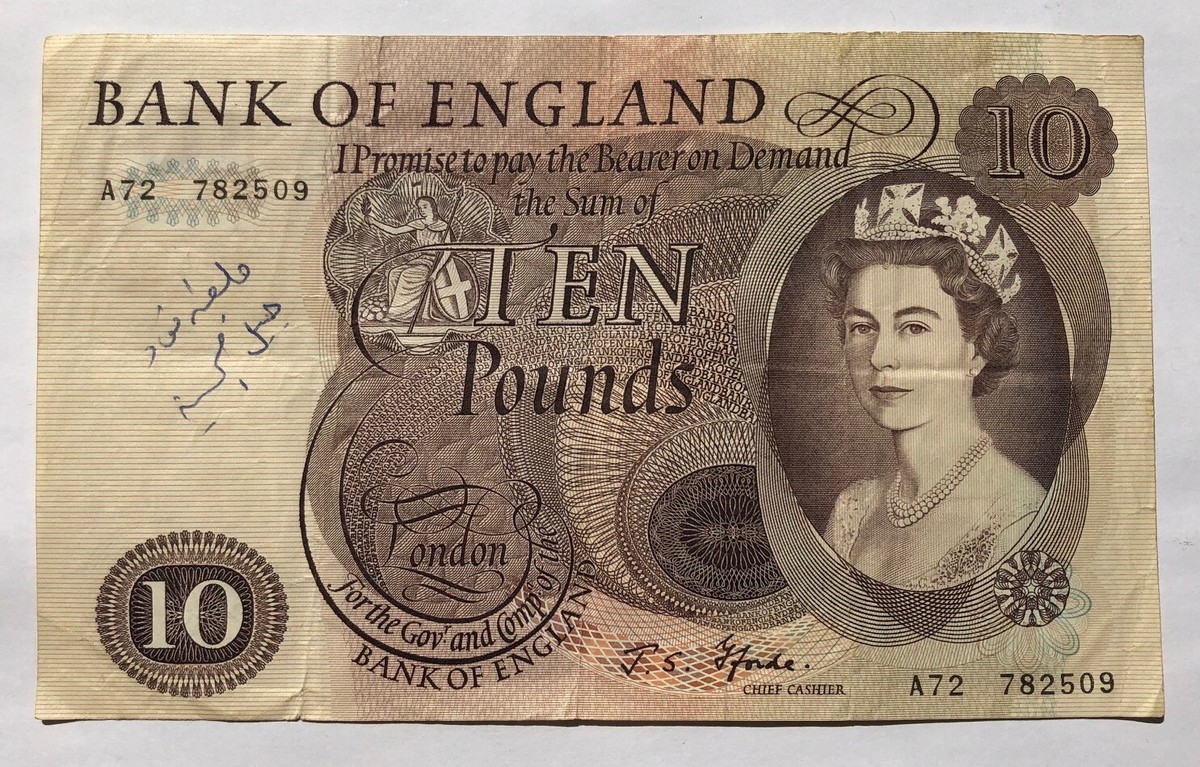 BANK OF ENGLAND
10
I Promise to pay the Bearer on Demand
the Sum of
A72 782509
TEN
Pounds
London
For the Gov.r and Comp. of the
BANK OF ENGLAND
10
J. S. Fforde.
CHIEF CASHIER
A72 782509